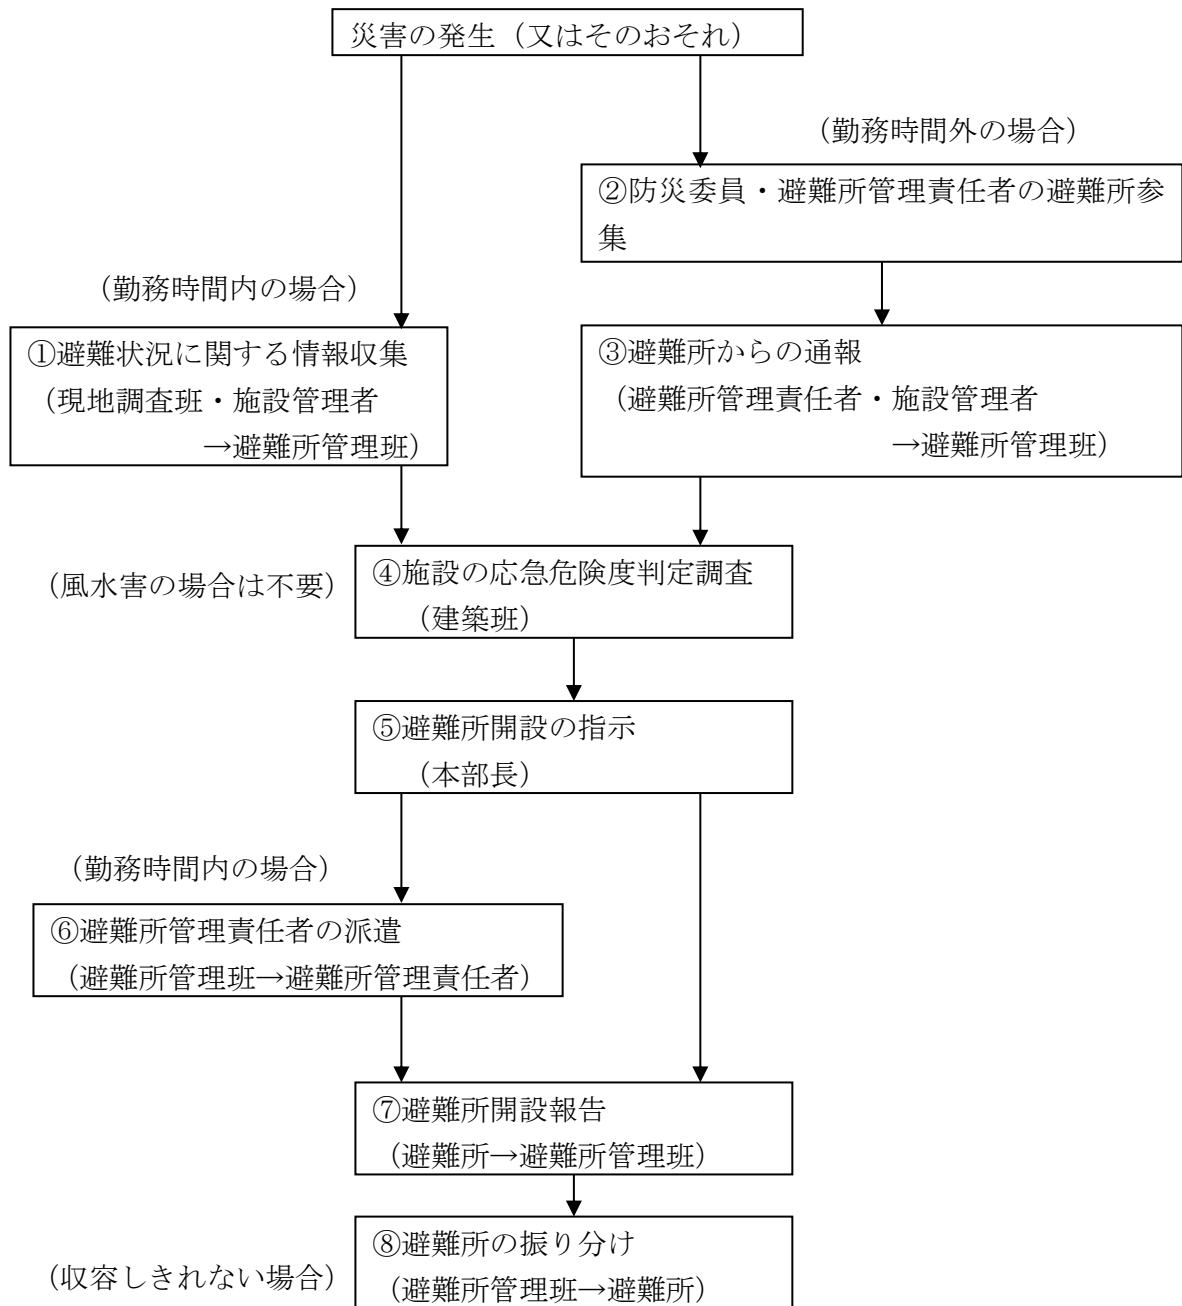 災害の発生（又はそのおそれ）
（勤務時間外の場合）
②防災委員・避難所管理責任者の避難所参
集
（勤務時間内の場合）
①避難状況に関する情報収集
（現地調査班・施設管理者
→避難所管理班）
③避難所からの通報
（避難所管理責任者・施設管理者
→避難所管理班）
（風水害の場合は不要）
④施設の応急危険度判定調査
（建築班）
⑤避難所開設の指示
（本部長）
（勤務時間内の場合）
⑥避難所管理責任者の派遣
（避難所管理班→避難所管理責任者）
⑦避難所開設報告
（避難所→避難所管理班）
（収容しきれない場合）
⑧避難所の振り分け
（避難所管理班→避難所）